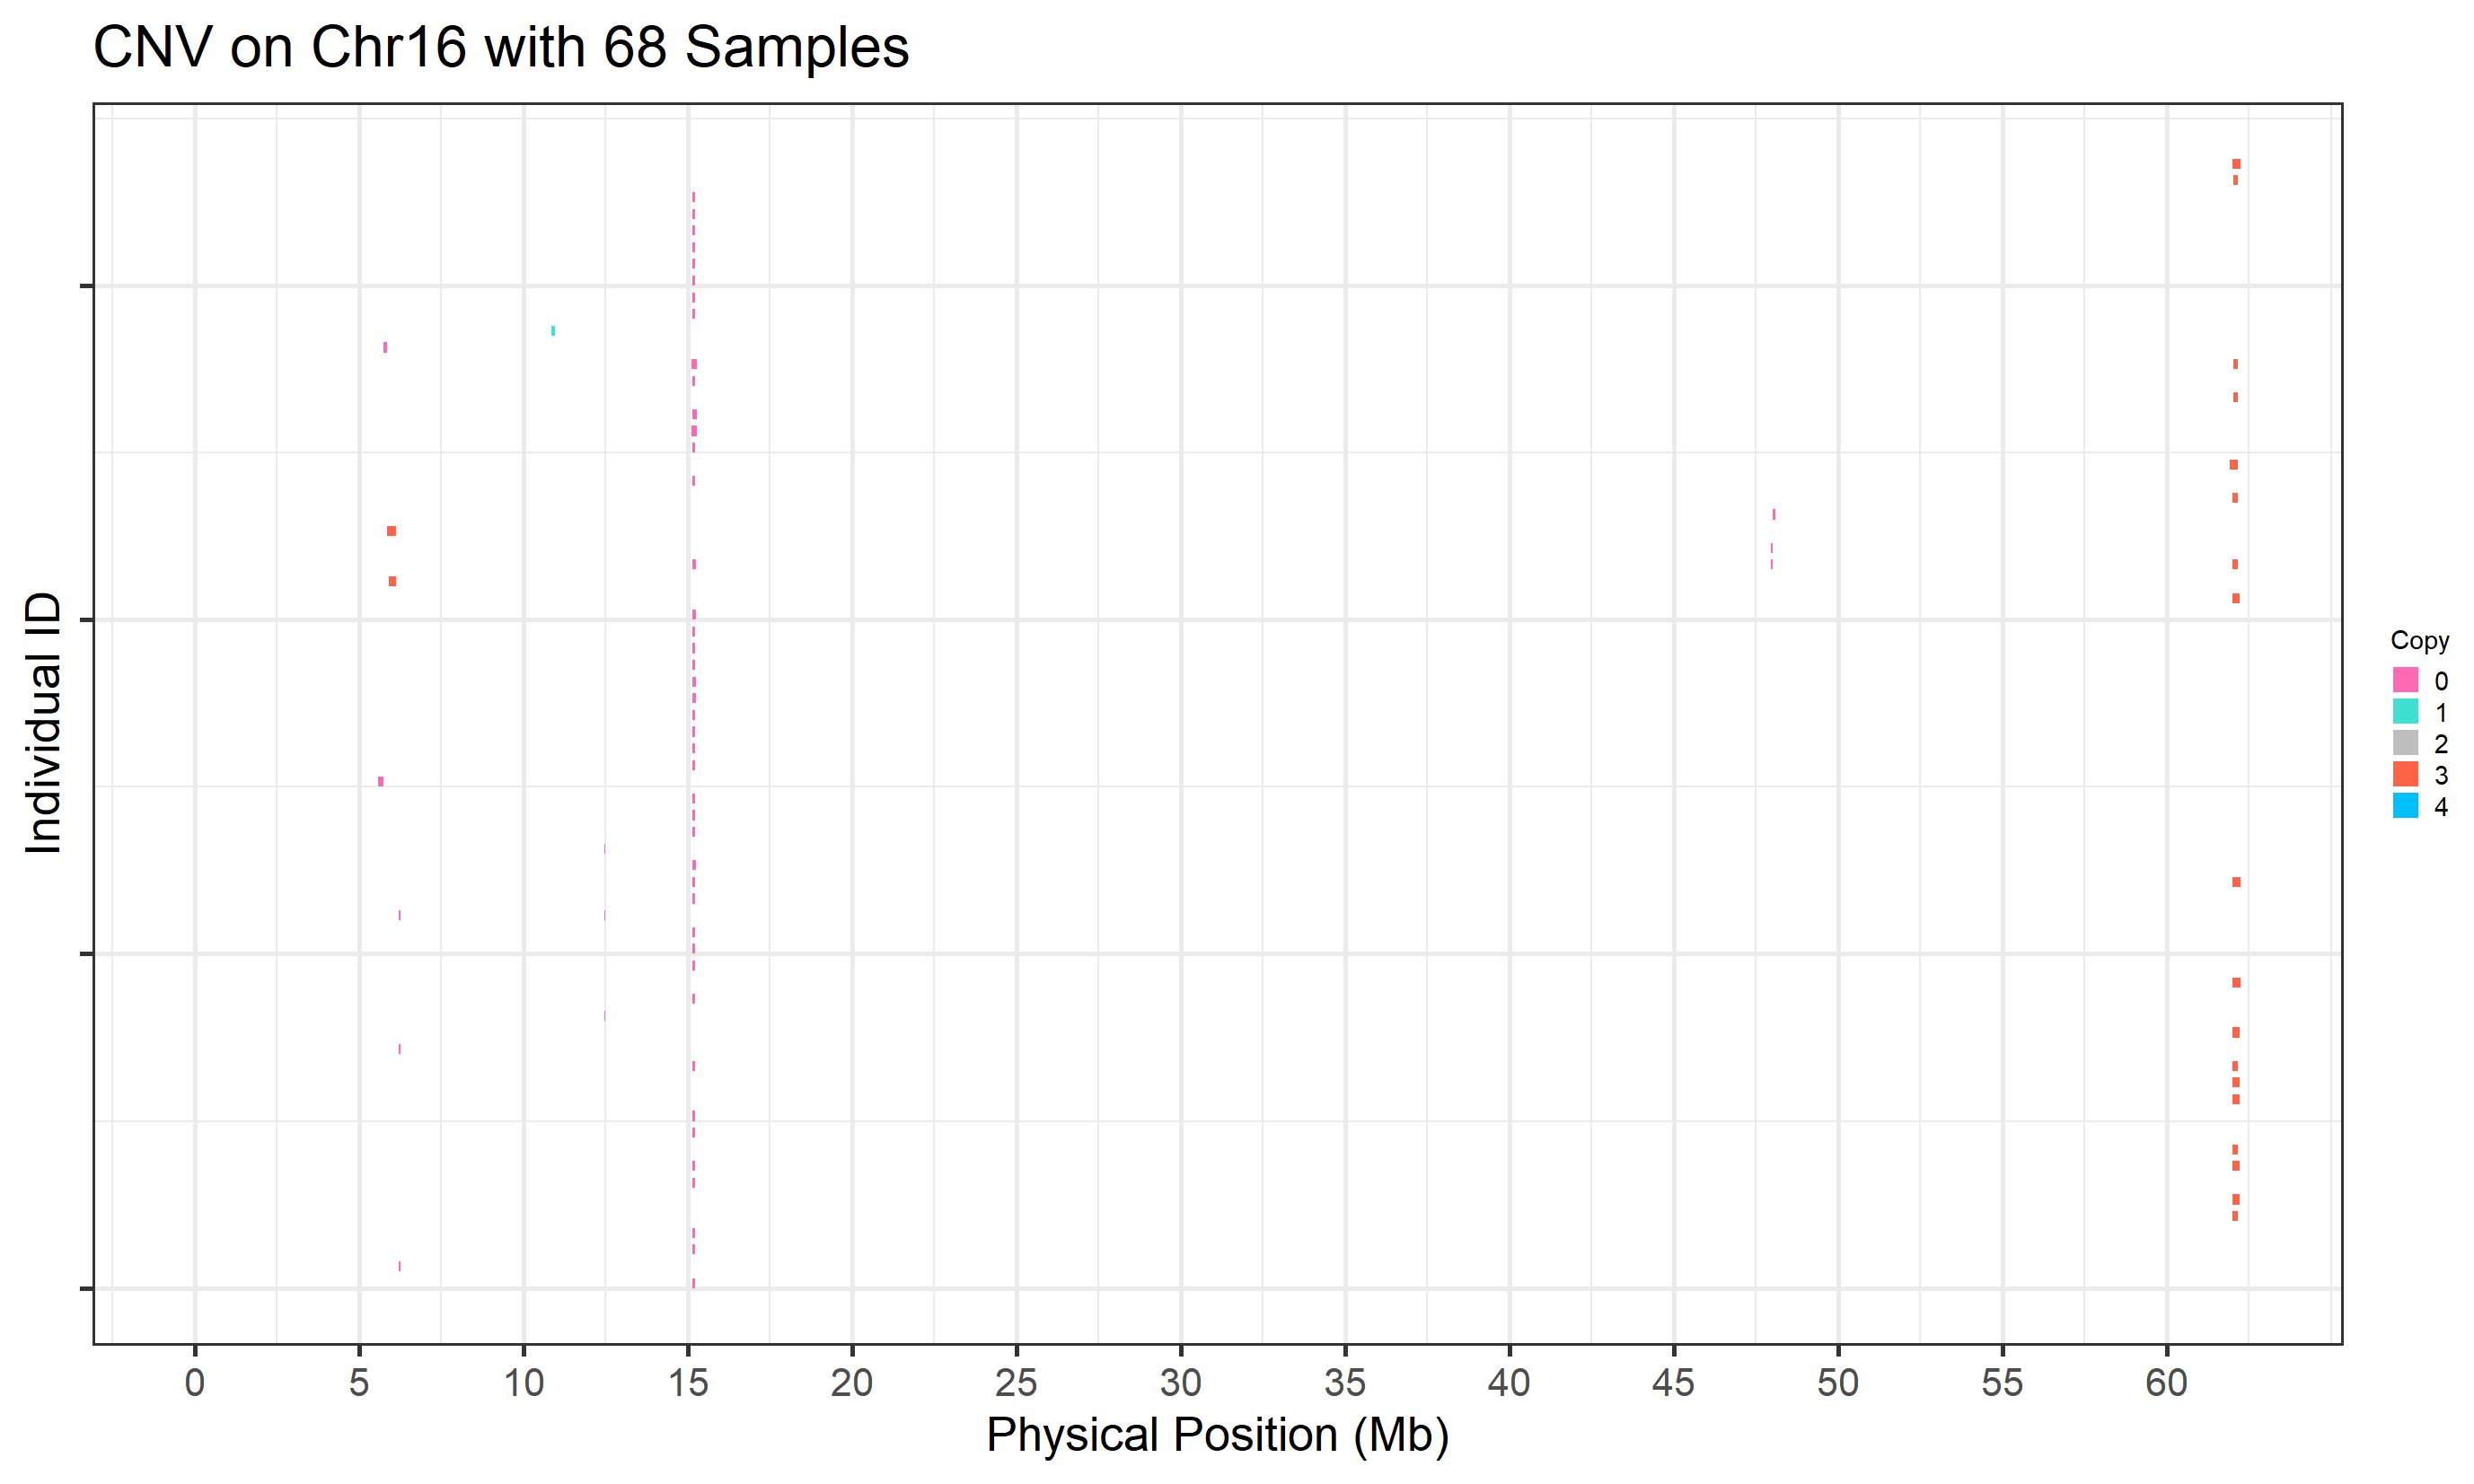 CNV on Chr16 with 68 Samples
Individual ID
Copy
0
1
2
3
4
0 5 10 15 20 25 30 35 40 45 50 55 60
Physical Position (Mb)